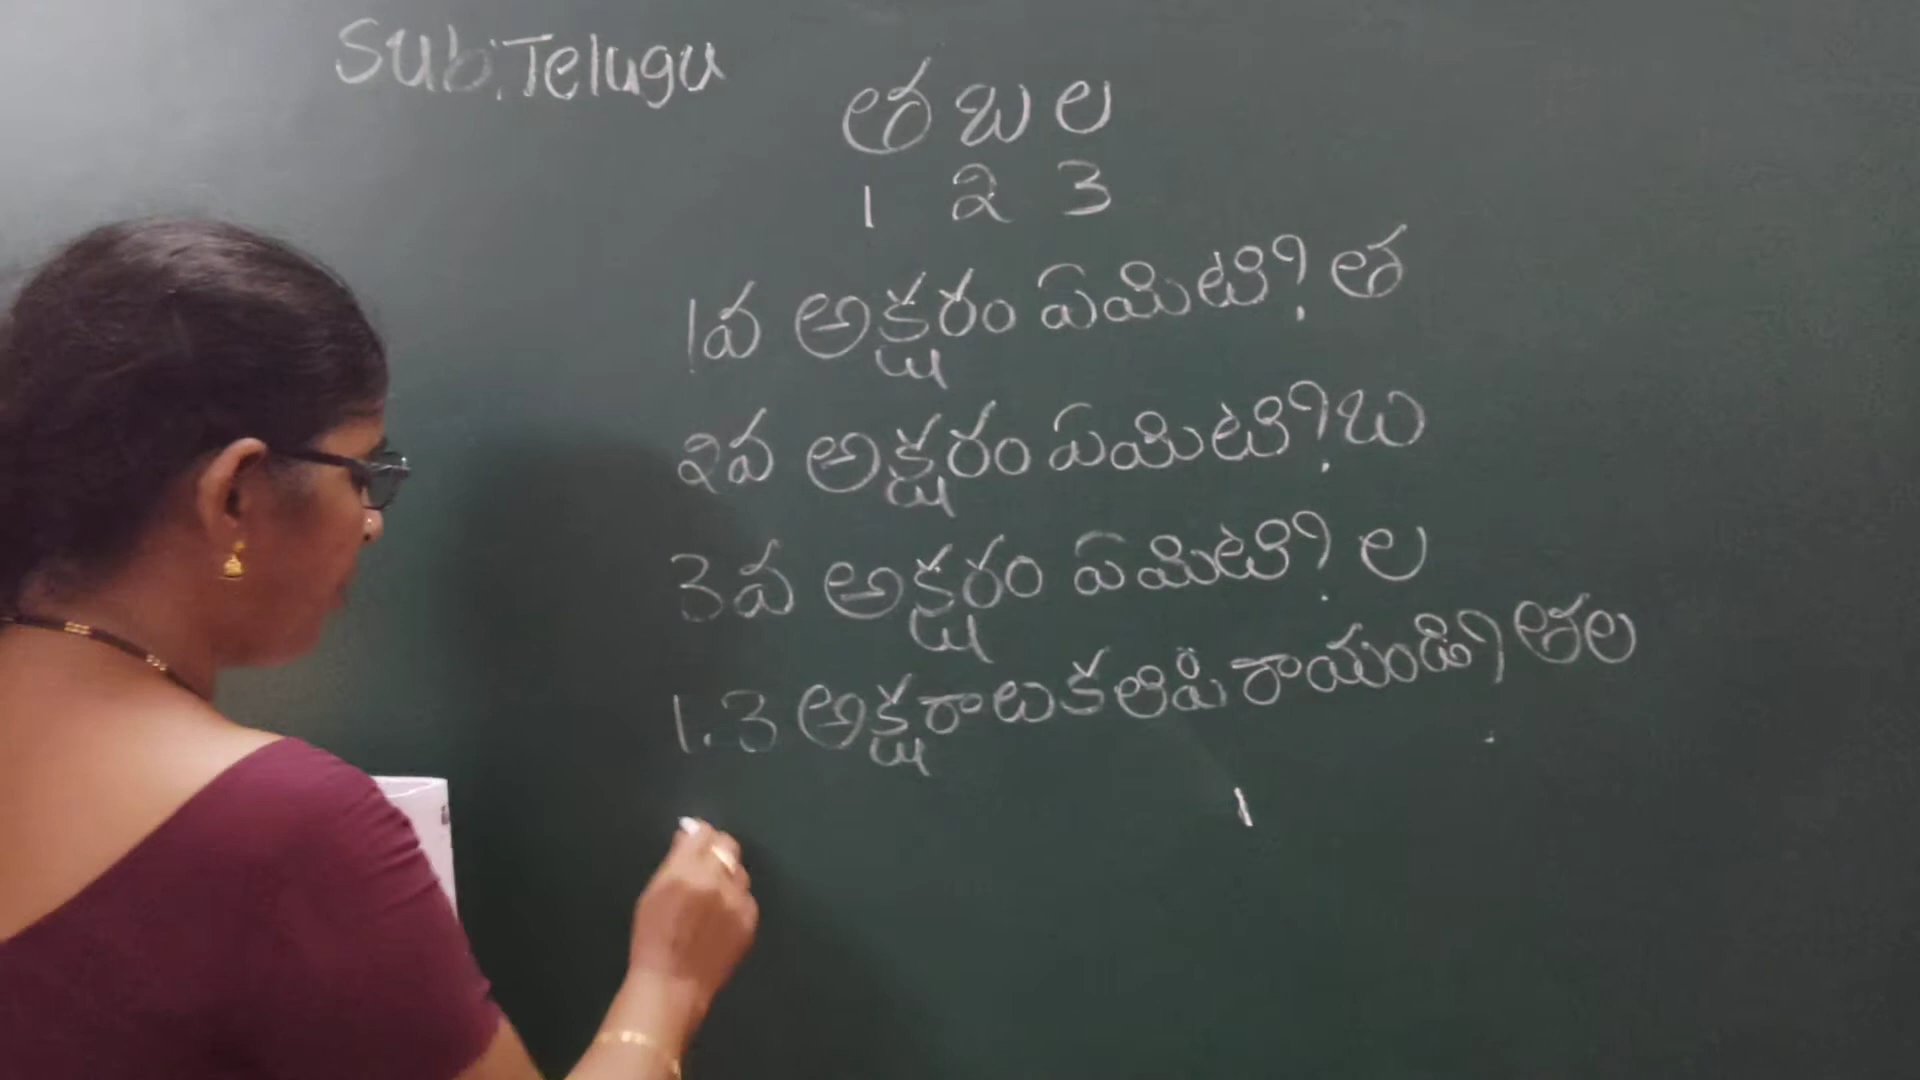 Sub:Telugu
త బ ల
1 2 3
1వ అక్షరం ఏమిటి? త
2వ అక్షరం ఏమిటి? బ
3వ అక్షరం ఏమిటి? ల
1.3 అక్షరాలు కలిపి రాయండి? తల